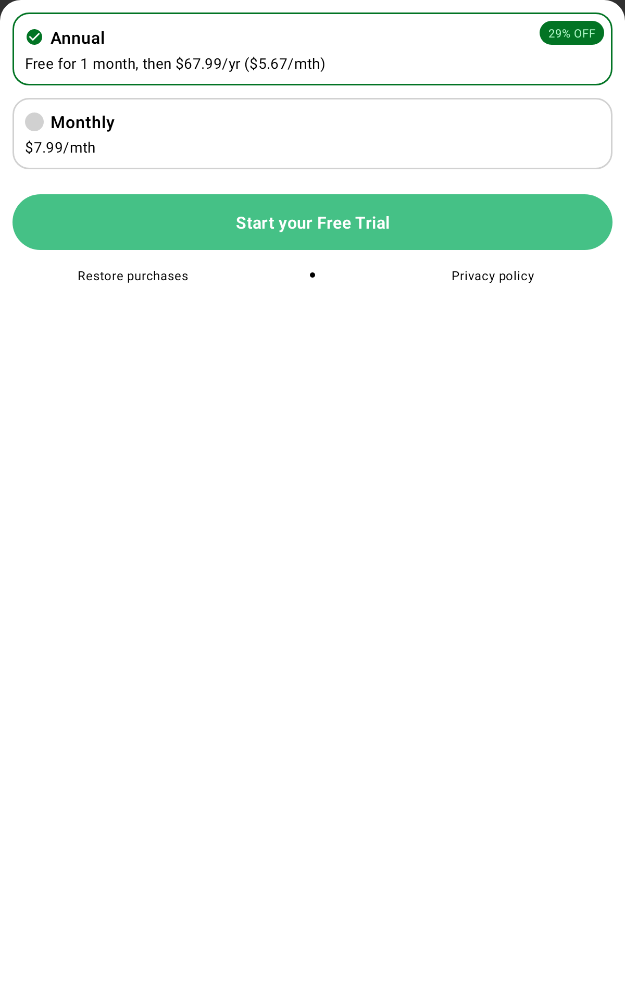 Annual
29% OFF
Free for 1 month, then $67.99/yr ($5.67/mth)
Monthly
$7.99/mth
Start your Free Trial
Restore purchases • Privacy policy